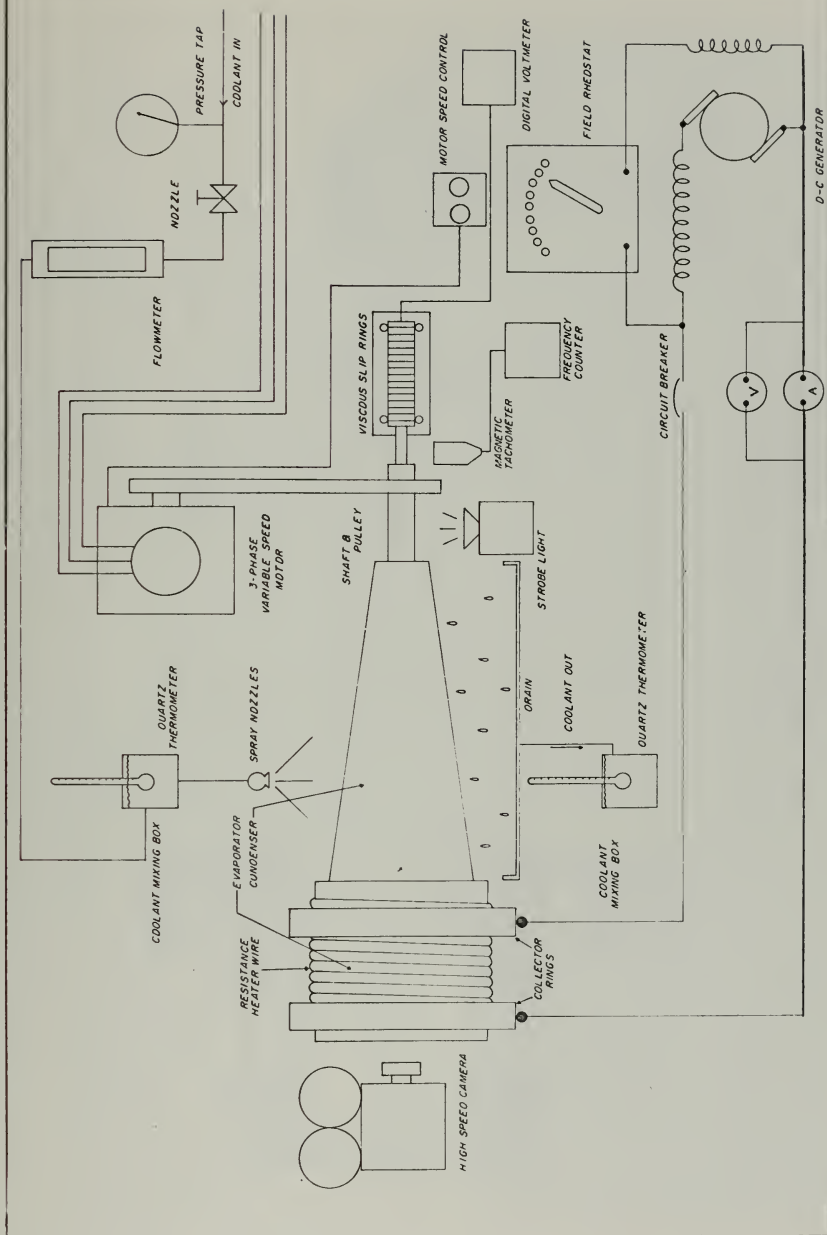 PRESSURE TAP
COOLANT IN
NOZZLE
FLOWMETER
QUARTZ
THERMOMETER
COOLANT MIXING BOX
3-PHASE
VARIABLE SPEED
MOTOR
MOTOR SPEED CONTROL
DIGITAL VOLTMETER
VISCOUS SLIP RINGS
SPRAY NOZZLES
EVAPORATOR
CONDENSER
RESISTANCE
HEATER WIRE
SHAFT &
PULLEY
MAGNETIC
TACHOMETER
FREQUENCY
COUNTER
FIELD RHEOSTAT
HIGH SPEED CAMERA
COLLECTOR
RINGS
DRAIN
COOLANT OUT
STROBE LIGHT
COOLANT
MIXING BOX
QUARTZ THERMOMETER
CIRCUIT BREAKER
V
A
D-C GENERATOR